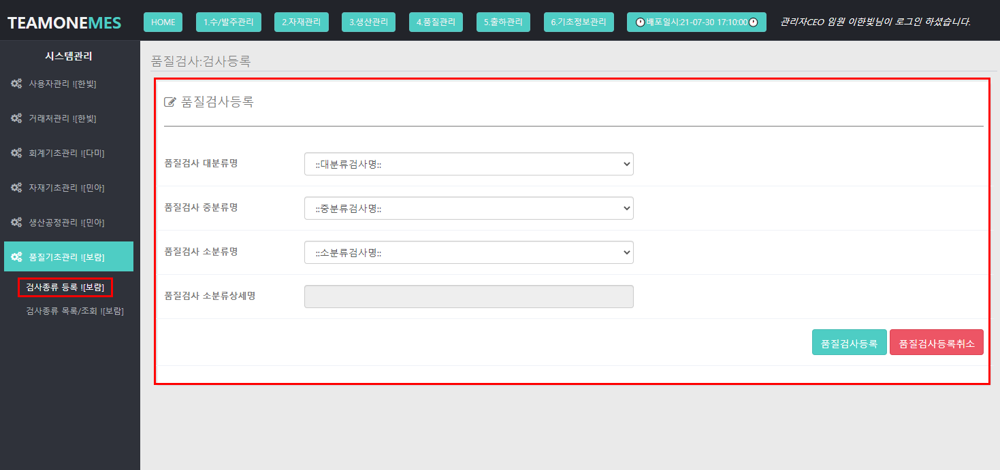 TEAMONEMES HOME 1.수/발주관리 2.자재관리 3.생산관리 4.품질관리 5.출하관리 6.기초정보관리 배포일시:21-07-30 17:10:00 관리자CEO 임원 이한빛님이 로그인 하셨습니다.
시스템관리
사용자관리 ![한빛]
거래처관리 ![한빛]
회계기초관리 ![다미]
자재기초관리 ![민아]
생산공정관리 ![민아]
품질기초관리 ![보람]
검사종류 등록 ![보람]
검사종류 목록/조회 ![보람]
품질검사:검사등록
품질검사등록
품질검사 대분류명 ::대분류검사명::
품질검사 중분류명 ::중분류검사명::
품질검사 소분류명 ::소분류검사명::
품질검사 소분류상세명
품질검사등록 품질검사등록취소